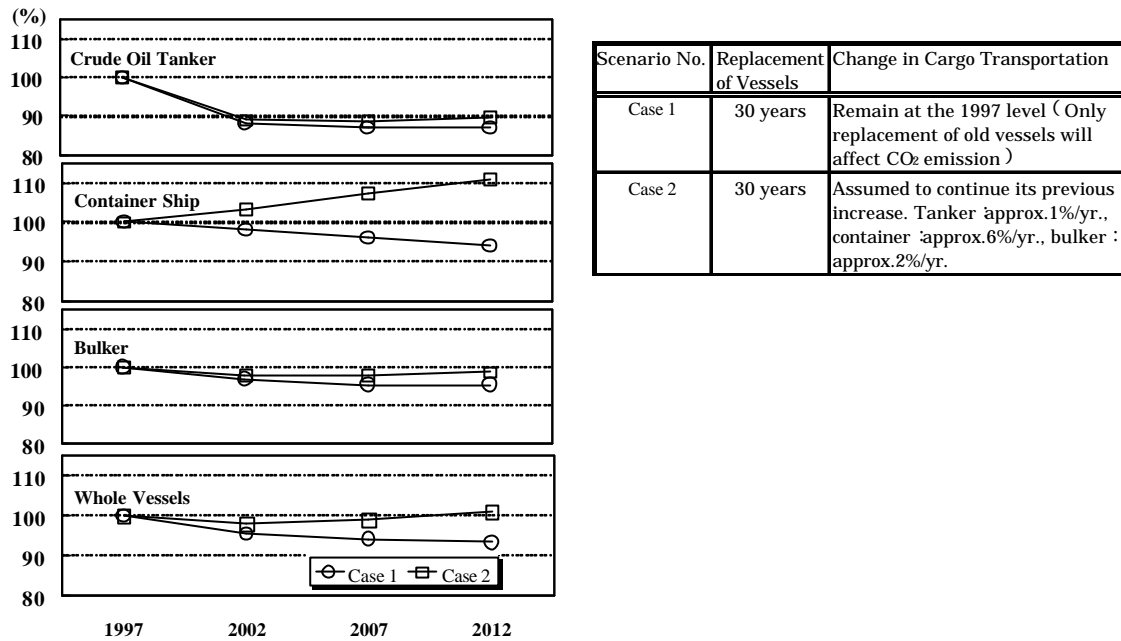 (%)
110
Crude Oil Tanker
100
90
80
110
Container Ship
100
90
80
110
Bulker
100
90
80
110
Whole Vessels
100
90
Case 1 Case 2
80
1997 2002 2007 2012
Scenario No. Replacement of Vessels Change in Cargo Transportation
Case 1 30 years Remain at the 1997 level ( Only
replacement of old vessels will
affect CO₂ emission )
Case 2 30 years Assumed to continue its previous
increase. Tanker :approx.1%/yr.,
container :approx.6%/yr., bulker :
approx.2%/yr.